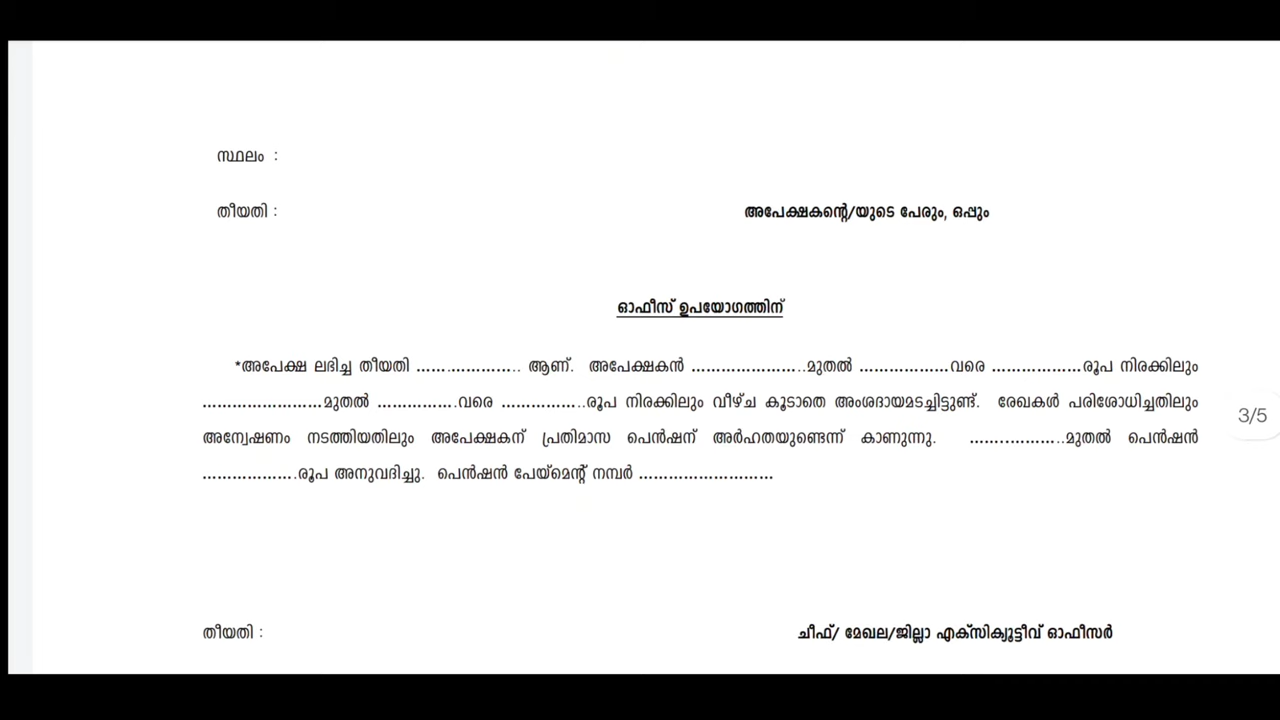 സ്ഥലം :
തീയതി :
അപേക്ഷകന്റെ/യുടെ പേരും, ഒപ്പും
ഓഫീസ് ഉപയോഗത്തിന്
*അപേക്ഷ ലഭിച്ച തീയതി ..................... ആണ്. അപേക്ഷകൻ .......................മുതൽ ..................വരെ ..................രൂപ നിരക്കിലും
........................മുതൽ .................വരെ .................രൂപ നിരക്കിലും വീഴ്ച കൂടാതെ അംശദായമടച്ചിട്ടുണ്ട്. രേഖകൾ പരിശോധിച്ചതിലും
3/5
അന്വേഷണം നടത്തിയതിലും അപേക്ഷകന് പ്രതിമാസ പെൻഷന് അർഹതയുണ്ടെന്ന് കാണുന്നു. ...................മുതൽ പെൻഷൻ
...................രൂപ അനുവദിച്ചു. പെൻഷൻ പേയ്മെന്റ് നമ്പർ ...........................
തീയതി :
ചീഫ്/ മേഖല/ജില്ലാ എക്സിക്യൂട്ടീവ് ഓഫീസർ